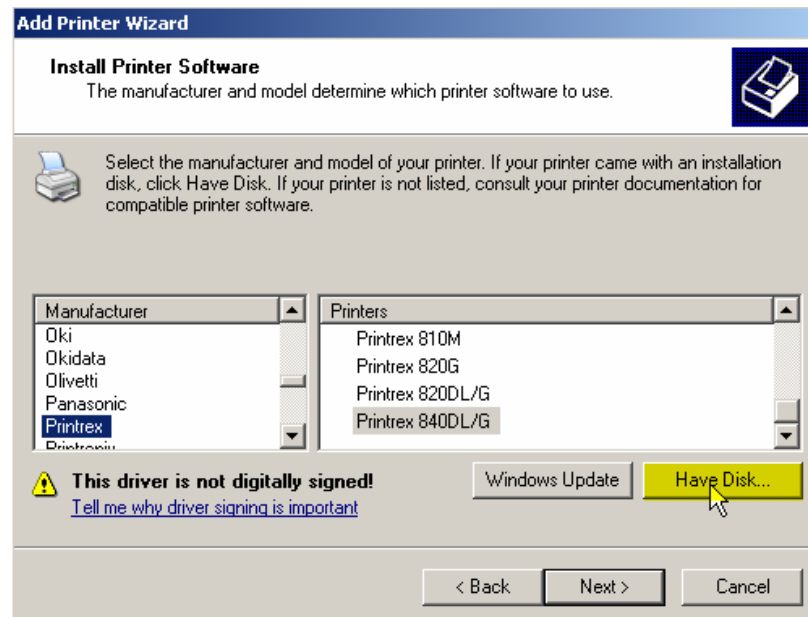 Add Printer Wizard
Install Printer Software
The manufacturer and model determine which printer software to use.
Select the manufacturer and model of your printer. If your printer came with an installation
disk, click Have Disk. If your printer is not listed, consult your printer documentation for
compatible printer software.
Manufacturer
Oki
Okidata
Olivetti
Panasonic
Printrex
Printers
Printrex 810M
Printrex 820G
Printrex 820DL/G
Printrex 840DL/G
This driver is not digitally signed!
Tell me why driver signing is important
Windows Update
Have Disk...
< Back
Next >
Cancel